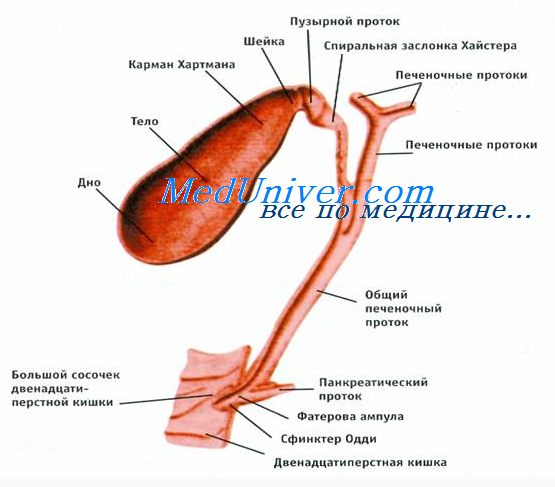 Пузырной проток
Шейка
Спиральная заслонка Хайстера
Карман Хартмана
Печеночные протоки
Тело
Печеночные протоки
Дно
MedUniver.com
все по медицине...
Общий
печеночный
проток
Большой сосочек
двенадцати-
перстной кишки
Панкреатический
проток
Фатерова ампула
Сфинктер Одди
Двенадцатиперстная кишка